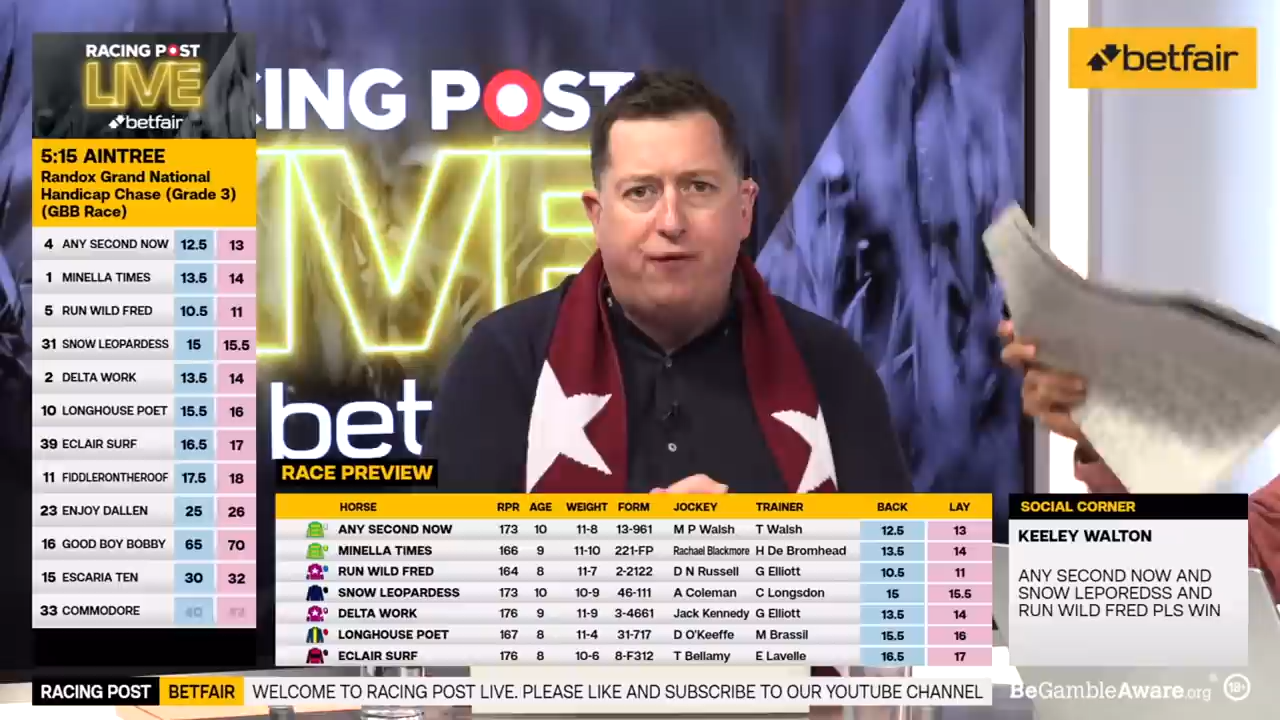 RACING POST
LIVE
betfair
5:15 AINTREE
Randox Grand National
Handicap Chase (Grade 3)
(GBB Race)
4 ANY SECOND NOW 12.5 13
1 MINELLA TIMES 13.5 14
5 RUN WILD FRED 10.5 11
31 SNOW LEOPARDESS 15 15.5
2 DELTA WORK 13.5 14
10 LONGHOUSE POET 15.5 16
39 ECLAIR SURF 16.5 17
11 FIDDLERONTHEROOF 17.5 18
23 ENJOY DALLEN 25 26
16 GOOD BOY BOBBY 65 70
15 ESCARIA TEN 30 32
33 COMMODORE
CING POST
bet
betfair
RACE PREVIEW
HORSE RPR AGE WEIGHT FORM JOCKEY TRAINER BACK LAY
ANY SECOND NOW 173 10 11-8 13-961 M P Walsh T Walsh 12.5 13
MINELLA TIMES 166 9 11-10 221-FP Rachael Blackmore H De Bromhead 13.5 14
RUN WILD FRED 164 8 11-7 2-2122 D N Russell G Elliott 10.5 11
SNOW LEOPARDESS 173 10 10-9 46-111 A Coleman C Longsdon 15 15.5
DELTA WORK 176 9 11-9 3-4661 Jack Kennedy G Elliott 13.5 14
LONGHOUSE POET 167 8 11-4 31-717 D O'Keeffe M Brassil 15.5 16
ECLAIR SURF 176 8 10-6 8-F312 T Bellamy E Lavelle 16.5 17
SOCIAL CORNER
KEELEY WALTON
ANY SECOND NOW AND
SNOW LEPOREDSS AND
RUN WILD FRED PLS WIN
RACING POST BETFAIR WELCOME TO RACING POST LIVE. PLEASE LIKE AND SUBSCRIBE TO OUR YOUTUBE CHANNEL
BeGambleAware.org 18+